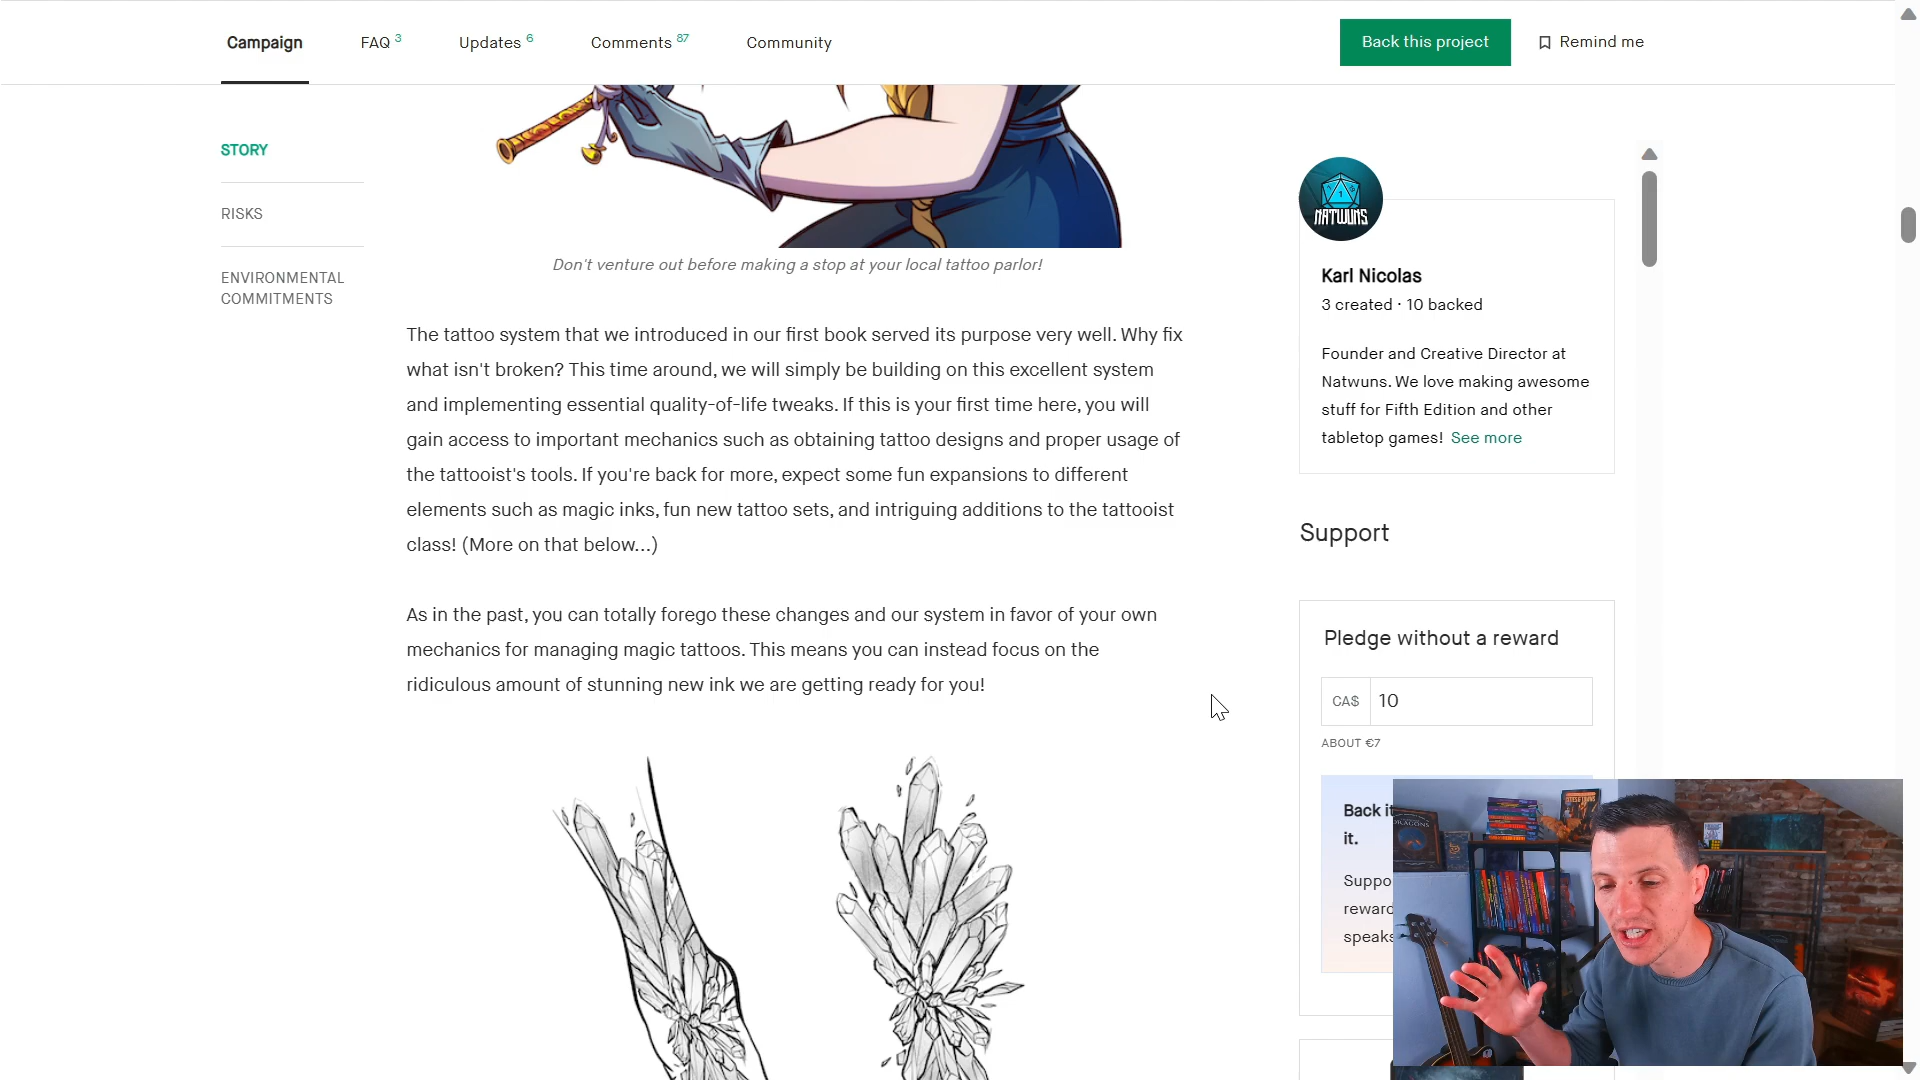 Campaign
FAQ 3
Updates 6
Comments 87
Community
Back this project
Remind me
STORY
RISKS
ENVIRONMENTAL
COMMITMENTS
Don't venture out before making a stop at your local tattoo parlor!
The tattoo system that we introduced in our first book served its purpose very well. Why fix
what isn't broken? This time around, we will simply be building on this excellent system
and implementing essential quality-of-life tweaks. If this is your first time here, you will
gain access to important mechanics such as obtaining tattoo designs and proper usage of
the tattooist's tools. If you're back for more, expect some fun expansions to different
elements such as magic inks, fun new tattoo sets, and intriguing additions to the tattooist
class! (More on that below...)
As in the past, you can totally forego these changes and our system in favor of your own
mechanics for managing magic tattoos. This means you can instead focus on the
ridiculous amount of stunning new ink we are getting ready for you!
NATWUNS
Karl Nicolas
3 created · 10 backed
Founder and Creative Director at
Natwuns. We love making awesome
stuff for Fifth Edition and other
tabletop games! See more
Support
Pledge without a reward
CA$ 10
ABOUT €7
Back it
it.
Suppo
reward
speaks
DRAGONS